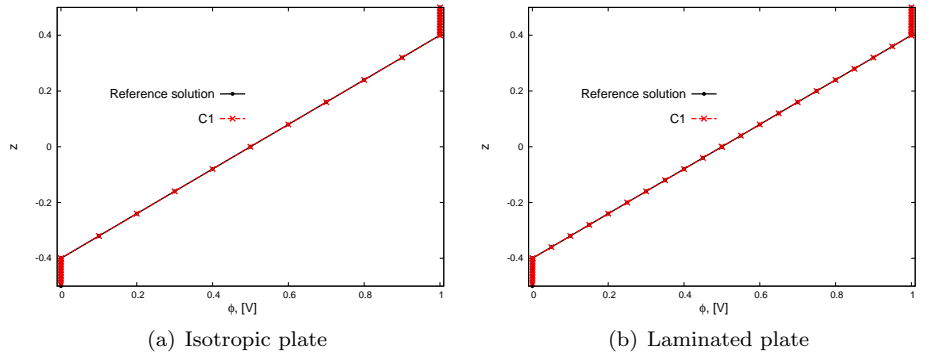 0.4
0.2
0
-0.2
-0.4
z
Reference solution
C1
0 0.2 0.4 0.6 0.8 1
ϕ, [V]
(a) Isotropic plate
0.4
0.2
0
-0.2
-0.4
z
Reference solution
C1
0 0.2 0.4 0.6 0.8 1
ϕ, [V]
(b) Laminated plate